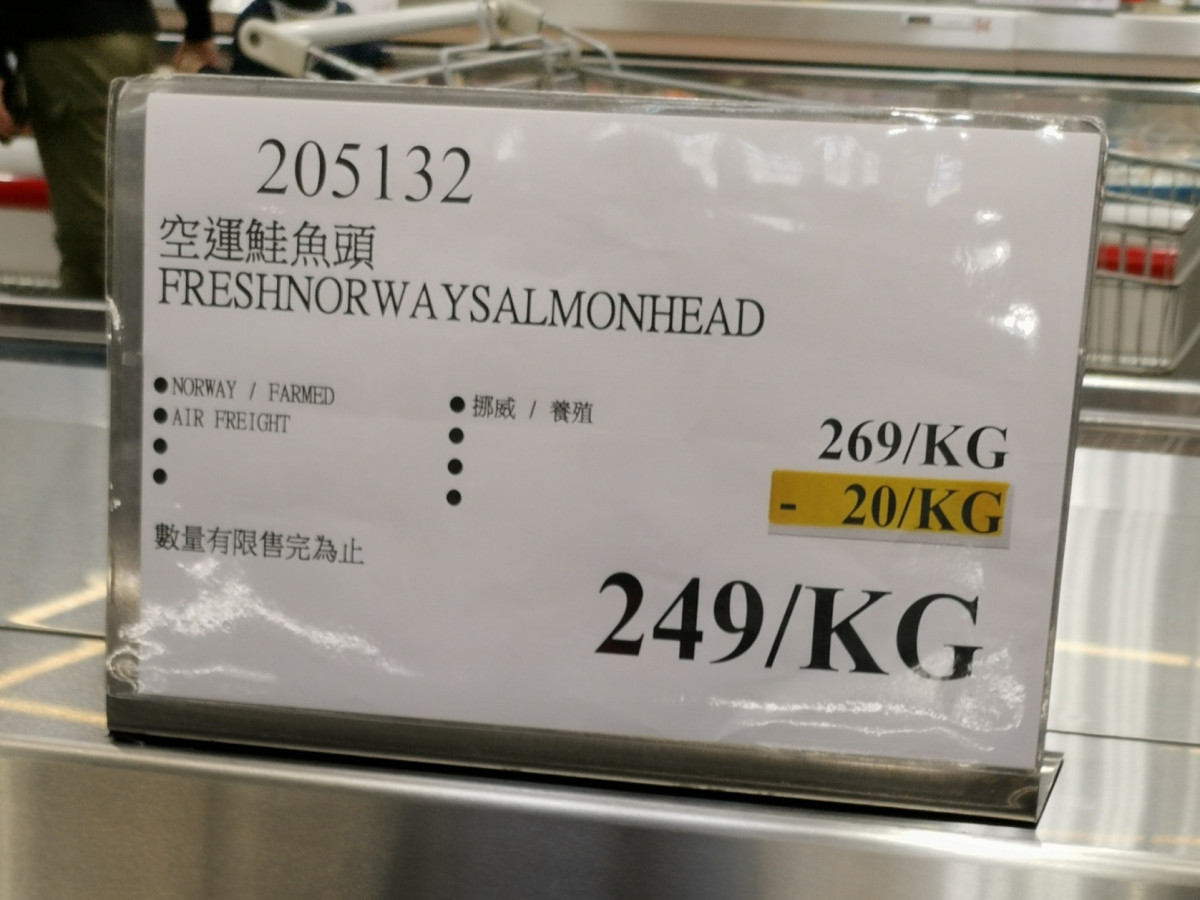 205132
空運鮭魚頭
FRESHNORWAYSALMONHEAD
●NORWAY / FARMED
●AIR FREIGHT
●
●
●挪威 / 養殖
●
●
●
269/KG
- 20/KG
數量有限售完為止
249/KG